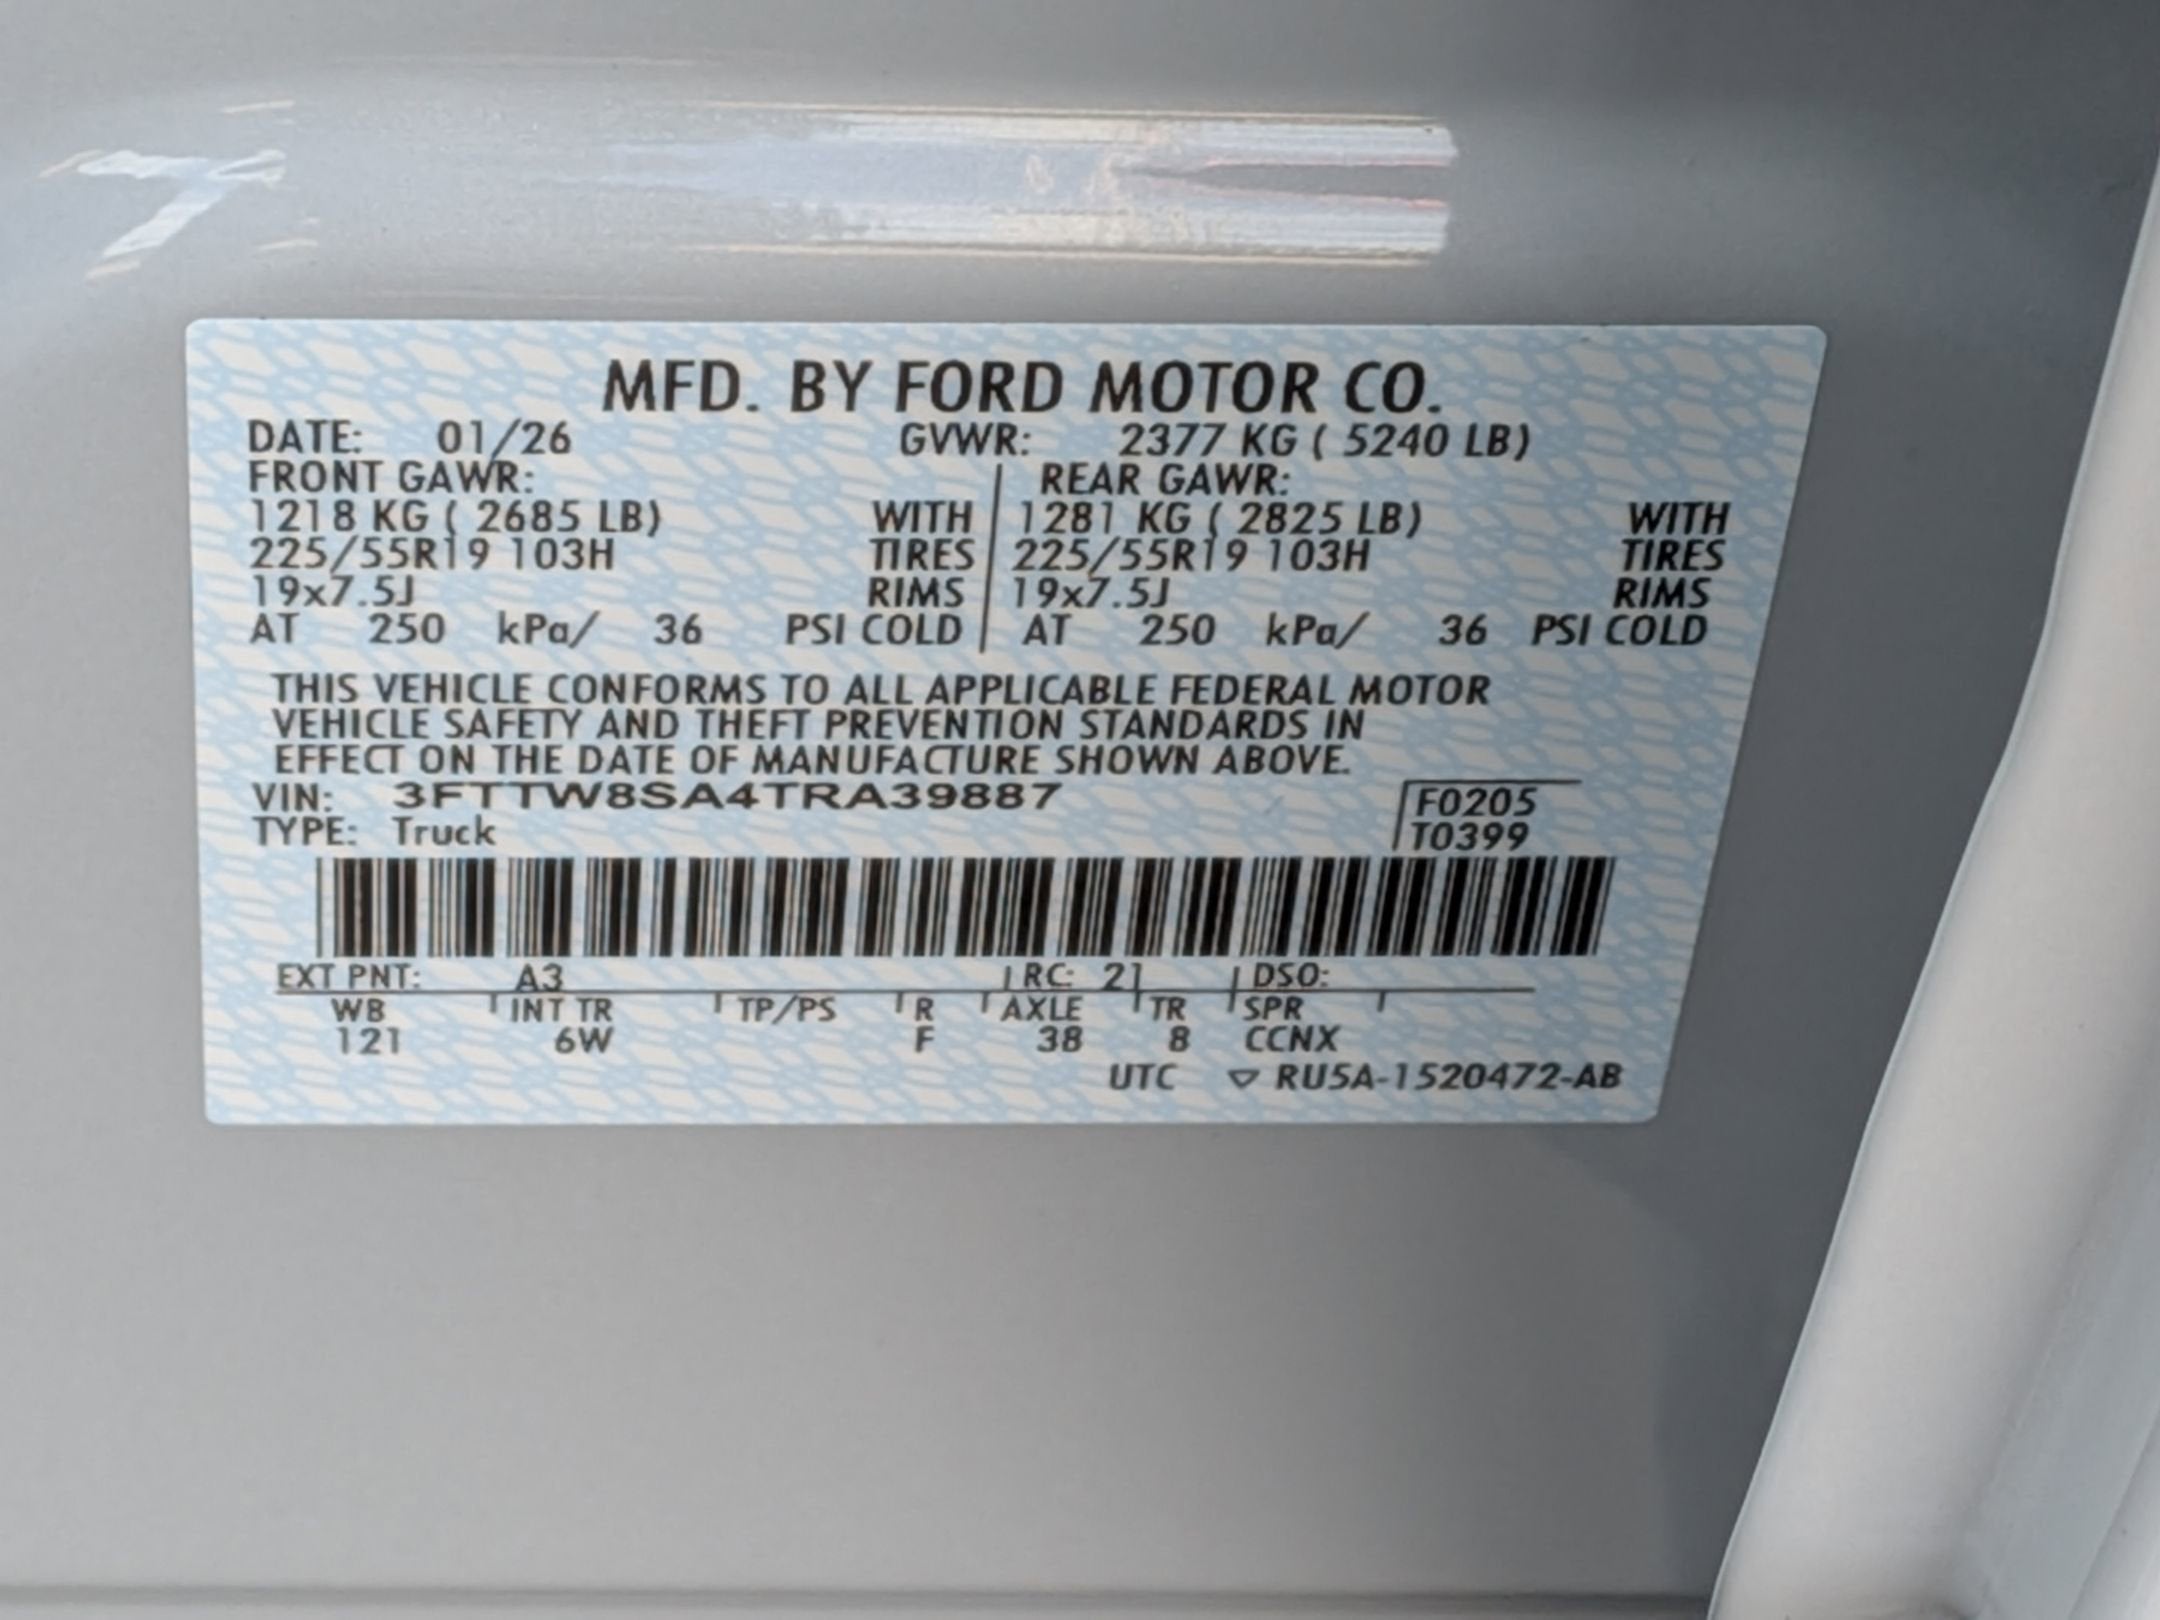 MFD. BY FORD MOTOR CO.
DATE: 01/26 GVWR: 2377 KG ( 5240 LB)
FRONT GAWR: REAR GAWR:
1218 KG ( 2685 LB) WITH 1281 KG ( 2825 LB) WITH
225/55R19 103H TIRES 225/55R19 103H TIRES
19x7.5J RIMS 19x7.5J RIMS
AT 250 kPa/ 36 PSI COLD AT 250 kPa/ 36 PSI COLD
THIS VEHICLE CONFORMS TO ALL APPLICABLE FEDERAL MOTOR
VEHICLE SAFETY AND THEFT PREVENTION STANDARDS IN
EFFECT ON THE DATE OF MANUFACTURE SHOWN ABOVE.
VIN: 3FTTW8SA4TRA39887 F0205
TYPE: Truck T0399
EXT PNT: A3 RC: 21 DSO:
WB INT TR TP/PS R AXLE TR SPR
121 6W F 38 8 CCNX
UTC ▽ RU5A-1520472-AB